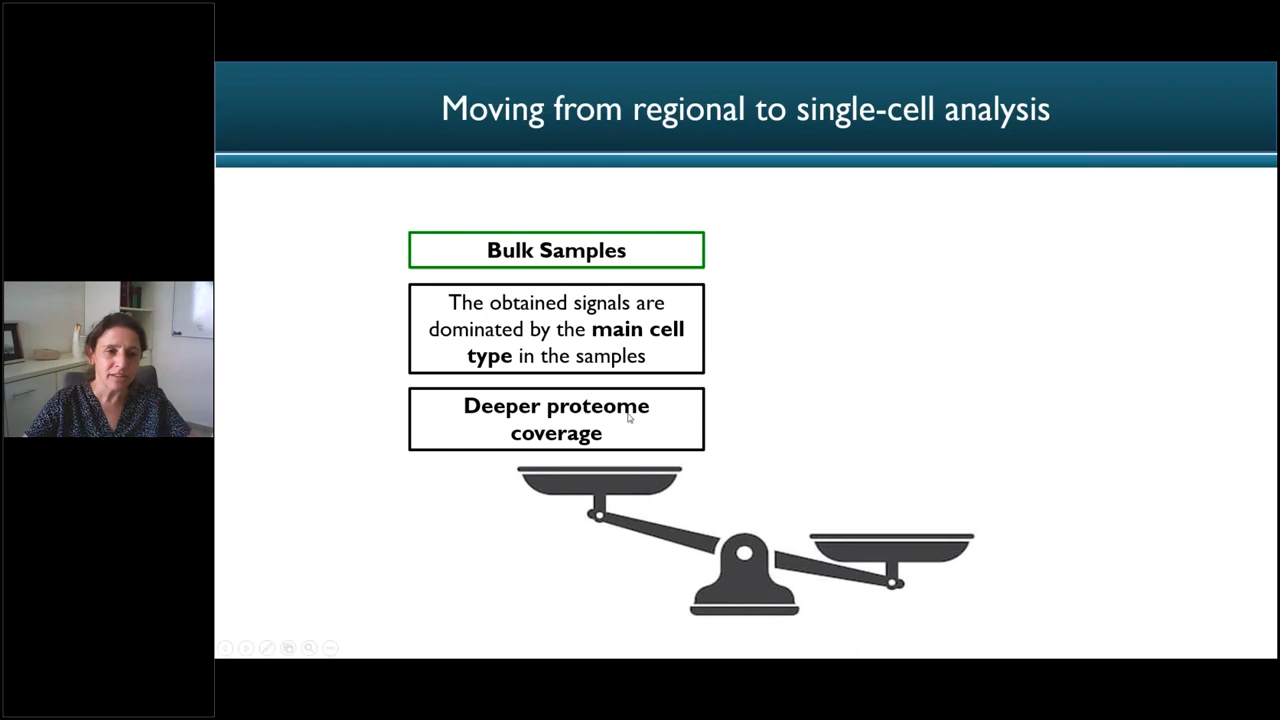 Moving from regional to single-cell analysis
Bulk Samples
The obtained signals are
dominated by the main cell
type in the samples
Deeper proteome
coverage